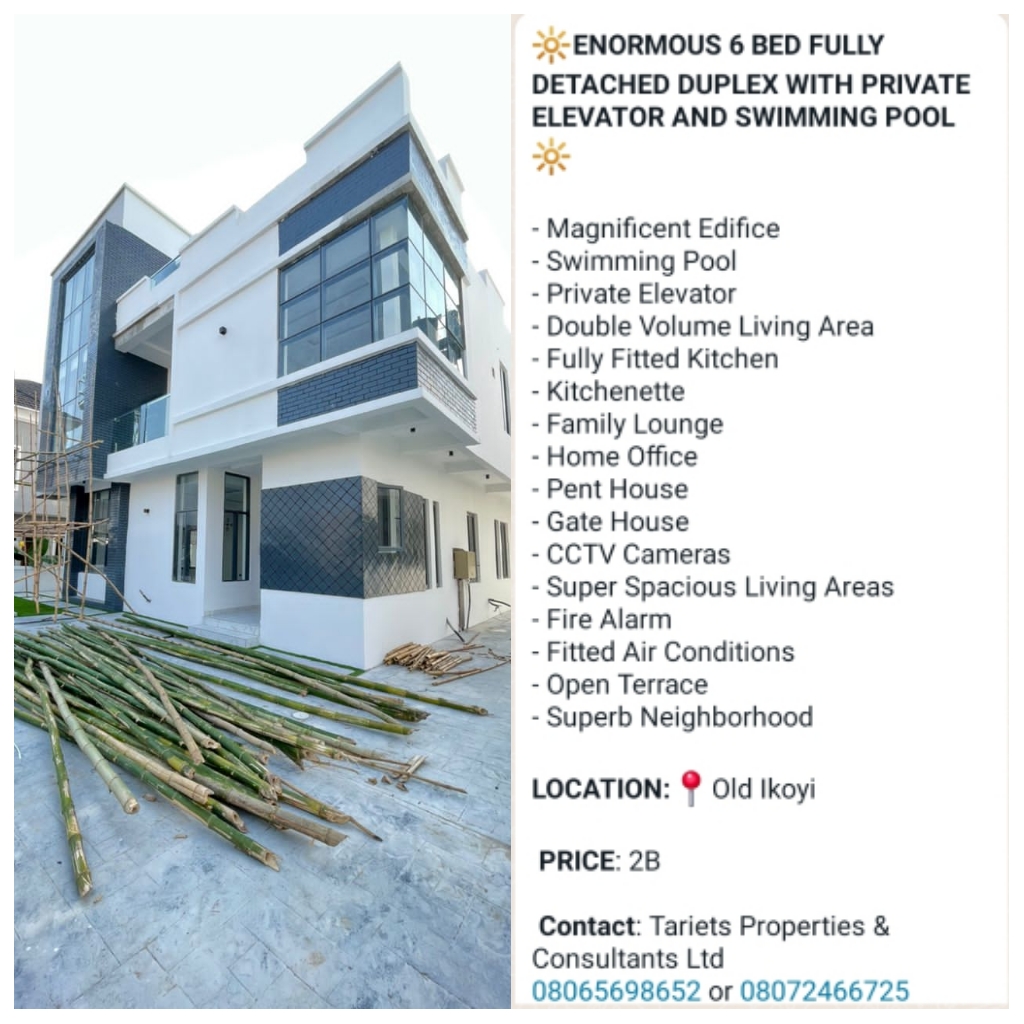 🔆ENORMOUS 6 BED FULLY
DETACHED DUPLEX WITH PRIVATE
ELEVATOR AND SWIMMING POOL
🔆
- Magnificent Edifice
- Swimming Pool
- Private Elevator
- Double Volume Living Area
- Fully Fitted Kitchen
- Kitchenette
- Family Lounge
- Home Office
- Pent House
- Gate House
- CCTV Cameras
- Super Spacious Living Areas
- Fire Alarm
- Fitted Air Conditions
- Open Terrace
- Superb Neighborhood
LOCATION: 📍 Old Ikoyi
PRICE: 2B
Contact: Tariets Properties &
Consultants Ltd
08065698652 or 08072466725